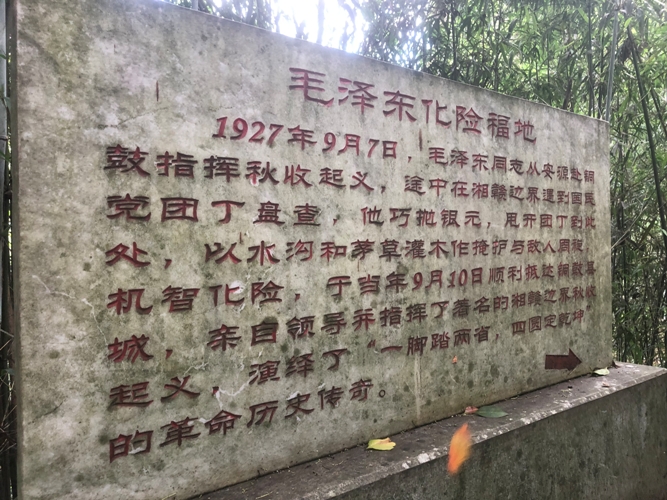 毛泽东化险福地
1927年9月7日，毛泽东同志从安源赴铜
鼓指挥秋收起义，途中在湘赣边界遭到国民
党团丁盘查，他巧抛银元，甩开团丁到此
处，以水沟和茅草灌木作掩护与敌人周旋，
机智化险，于当年9月10日顺利抵达铜鼓县
城，亲自领导并指挥了著名的湘赣边界秋收
起义，演绎了“一脚踏两省，四圆定乾坤”
的革命历史传奇。